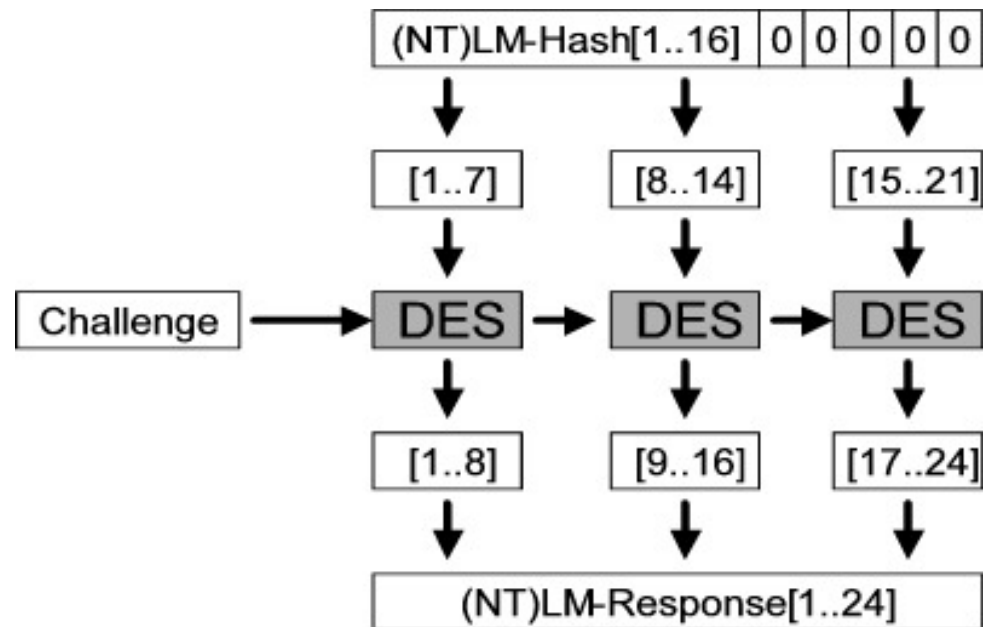 (NT)LM-Hash[1..16] 0 0 0 0 0
[1..7] [8..14] [15..21]
Challenge DES DES DES
[1..8] [9..16] [17..24]
(NT)LM-Response[1..24]